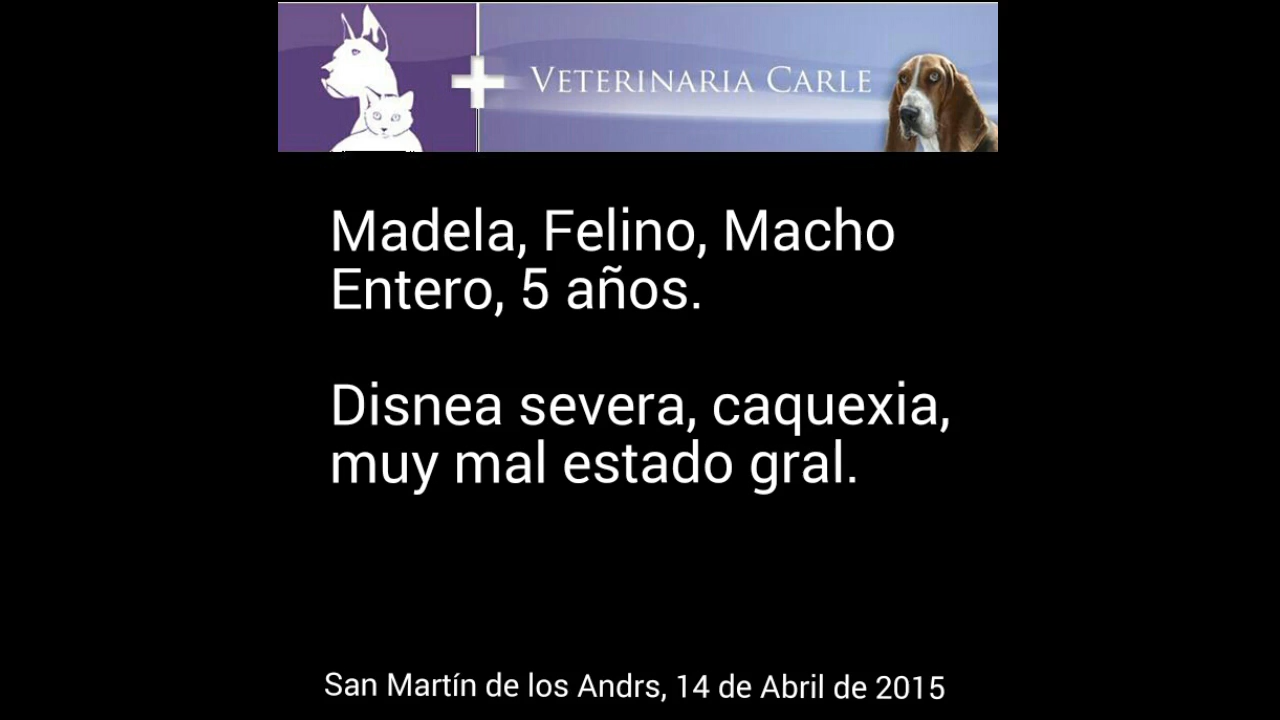 VETERINARIA CARLE
Madela, Felino, Macho
Entero, 5 años.
Disnea severa, caquexia,
muy mal estado gral.
San Martín de los Andrs, 14 de Abril de 2015